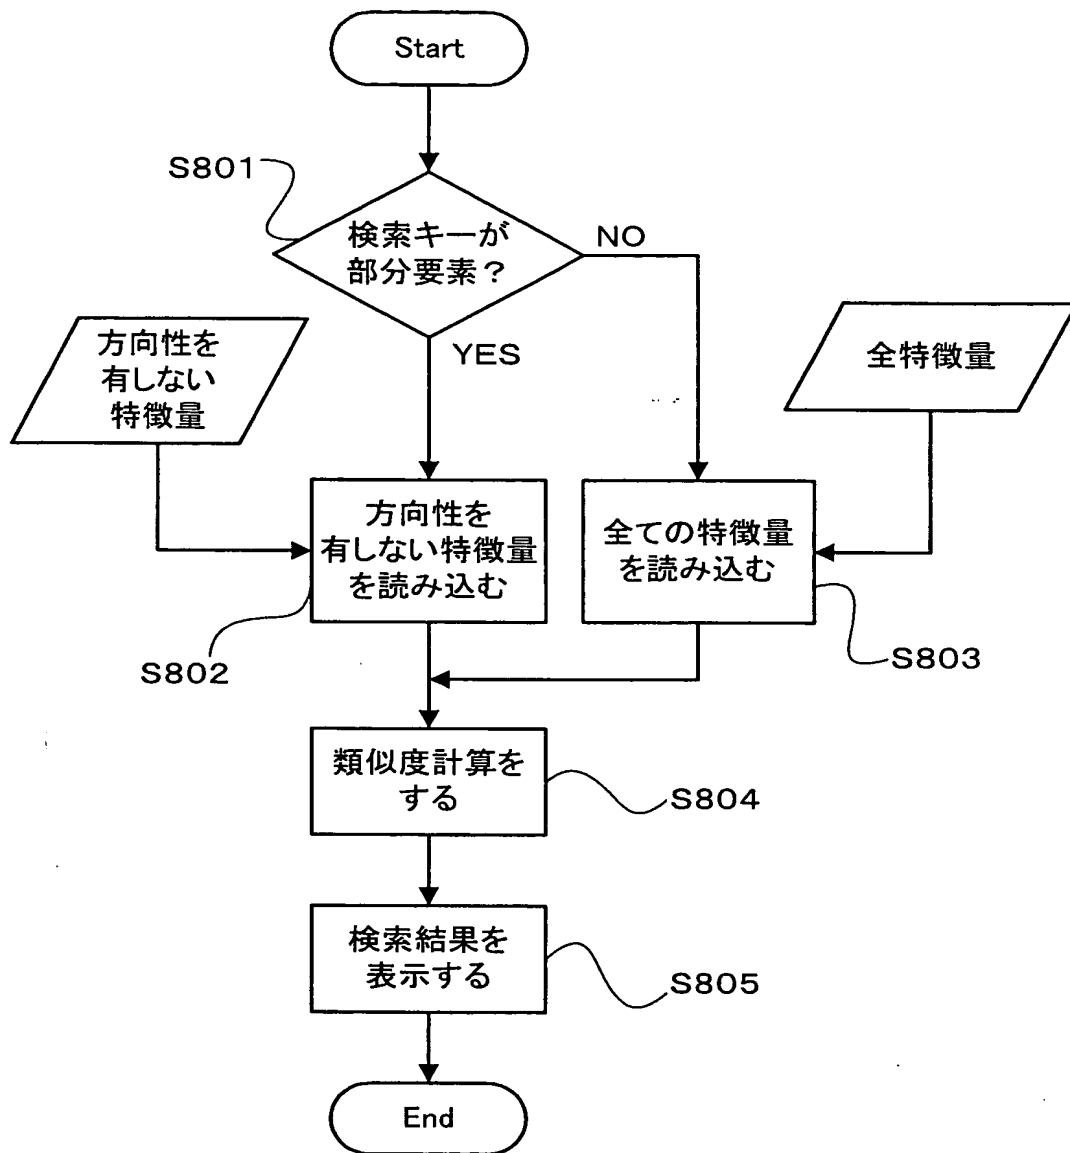 Start
S801
検索キーが
部分要素？
NO
YES
方向性を
有しない
特徴量
全特徴量
方向性を
有しない特徴量
を読み込む
S802
全ての特徴量
を読み込む
S803
類似度計算を
する
S804
検索結果を
表示する
S805
End